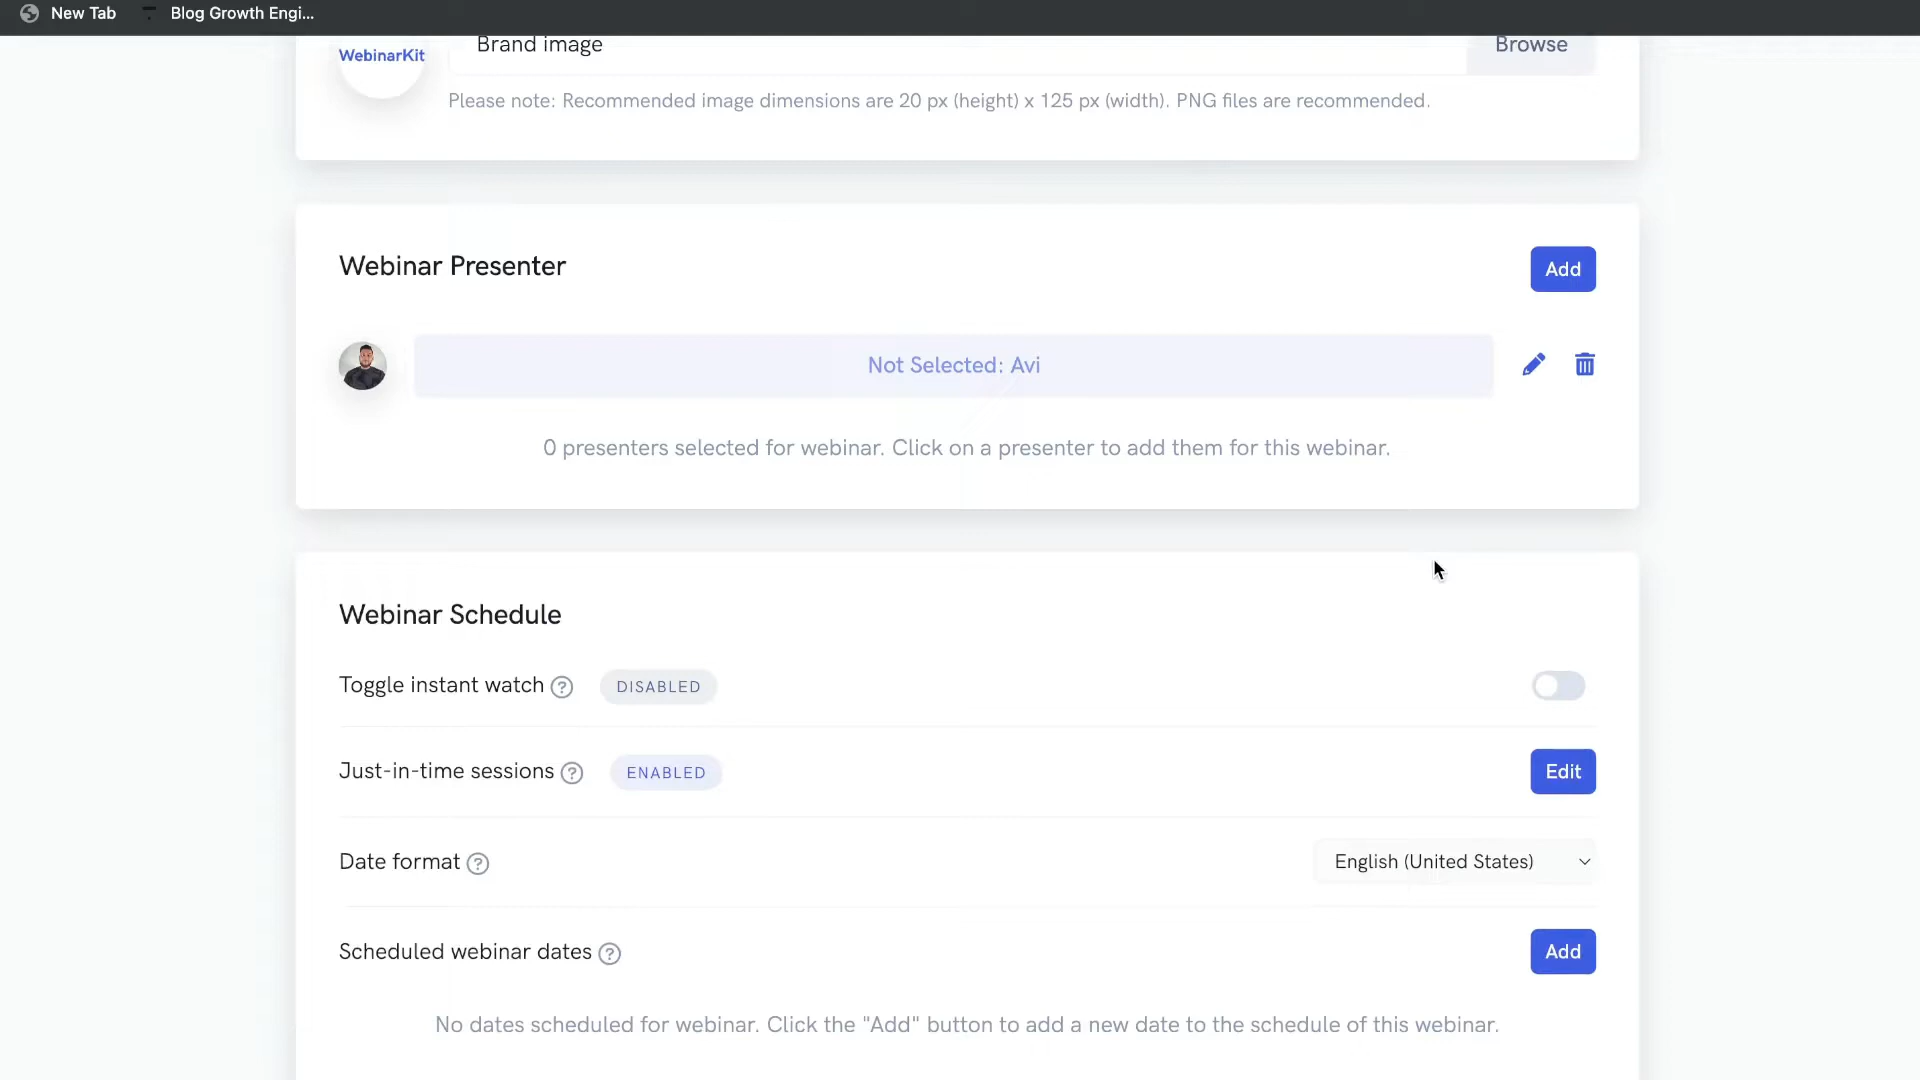 New Tab
Blog Growth Engi...
WebinarKit
Brand image
Browse
Please note: Recommended image dimensions are 20 px (height) x 125 px (width). PNG files are recommended.
Webinar Presenter
Add
Not Selected: Avi
0 presenters selected for webinar. Click on a presenter to add them for this webinar.
Webinar Schedule
Toggle instant watch ? DISABLED
Just-in-time sessions ? ENABLED
Edit
Date format ?
English (United States)
Scheduled webinar dates ?
Add
No dates scheduled for webinar. Click the "Add" button to add a new date to the schedule of this webinar.